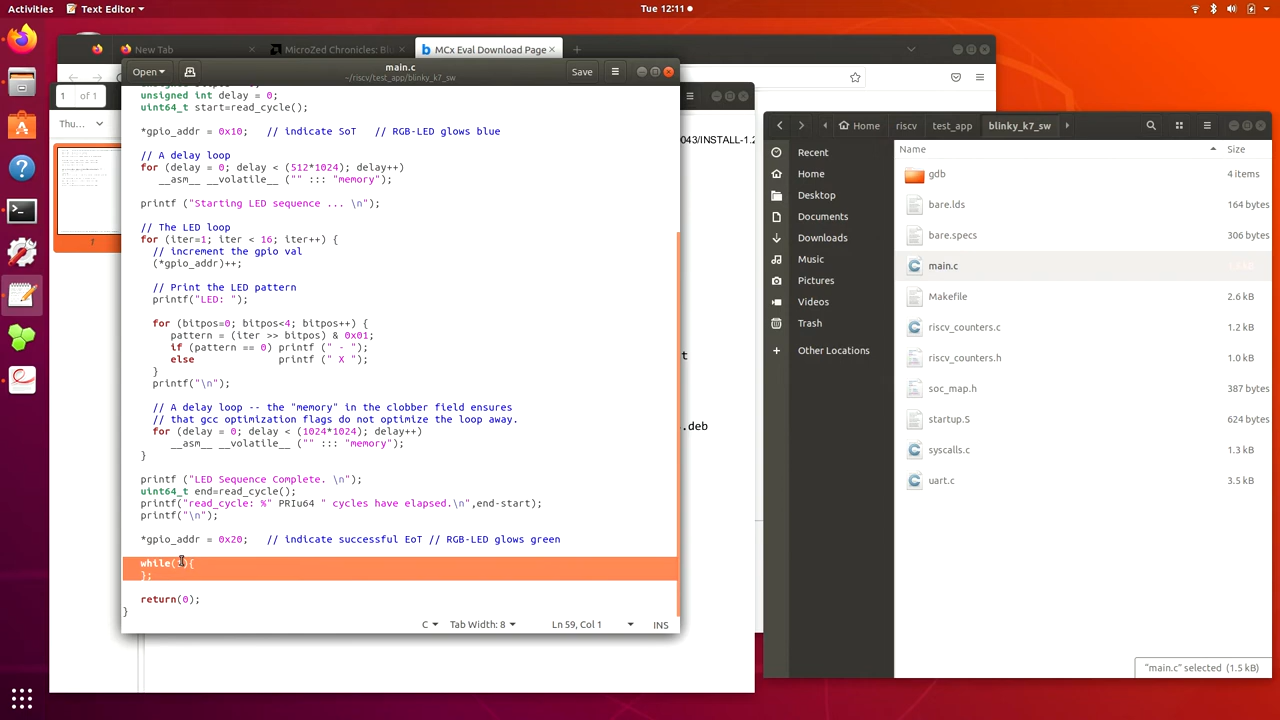 Activities
Text Editor
Tue 12:11
New Tab
MicroZed Chronicles: Bl
MCx Eval Download Page
main.c
~/riscv/test_app/blinky_k7_sw
Open
Save
1 of 1
Thu...
1
unsigned int delay = 0;
uint64_t start=read_cycle();
*gpio_addr = 0x10;   // indicate SoT   // RGB-LED glows blue
// A delay loop
for (delay = 0; delay < (512*1024); delay++)
__asm__ __volatile__ ("" ::: "memory");
printf ("Starting LED sequence ... \n");
// The LED loop
for (iter=1; iter < 16; iter++) {
// increment the gpio val
(*gpio_addr)++;
// Print the LED pattern
printf("LED: ");
for (bitpos=0; bitpos<4; bitpos++) {
pattern = (iter >> bitpos) & 0x01;
if (pattern == 0) printf (" - ");
else              printf (" X ");
}
printf("\n");
// A delay loop -- the "memory" in the clobber field ensures
// that gcc optimization flags do not optimize the loop away.
for (delay = 0; delay < (1024*1024); delay++)
__asm__ __volatile__ ("" ::: "memory");
}
printf ("LED Sequence Complete. \n");
uint64_t end=read_cycle();
printf("read_cycle: %" PRIu64 " cycles have elapsed.\n",end-start);
printf("\n");
*gpio_addr = 0x20;   // indicate successful EoT // RGB-LED glows green
while(1){
};
return(0);
}
C
Tab Width: 8
Ln 59, Col 1
INS
0043/INSTALL-1.2
t
s.deb
Home
riscv
test_app
blinky_k7_sw
Recent
Home
Desktop
Documents
Downloads
Music
Pictures
Videos
Trash
Other Locations
Name
Size
gdb
4 items
bare.lds
164 bytes
bare.specs
306 bytes
main.c
Makefile
2.6 kB
riscv_counters.c
1.2 kB
riscv_counters.h
1.0 kB
soc_map.h
387 bytes
startup.S
624 bytes
syscalls.c
1.3 kB
uart.c
3.5 kB
"main.c" selected (1.5 kB)